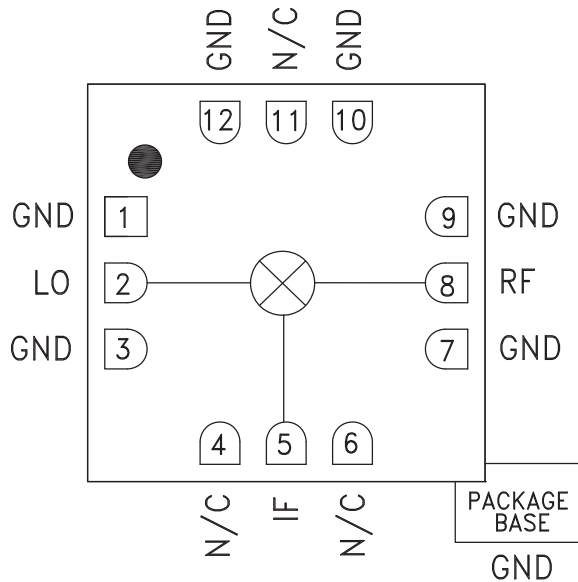 GND N/C GND
12 11 10
GND 1 9 GND
LO 2 8 RF
GND 3 7 GND
4 5 6
N/C IF N/C
PACKAGE
BASE
GND